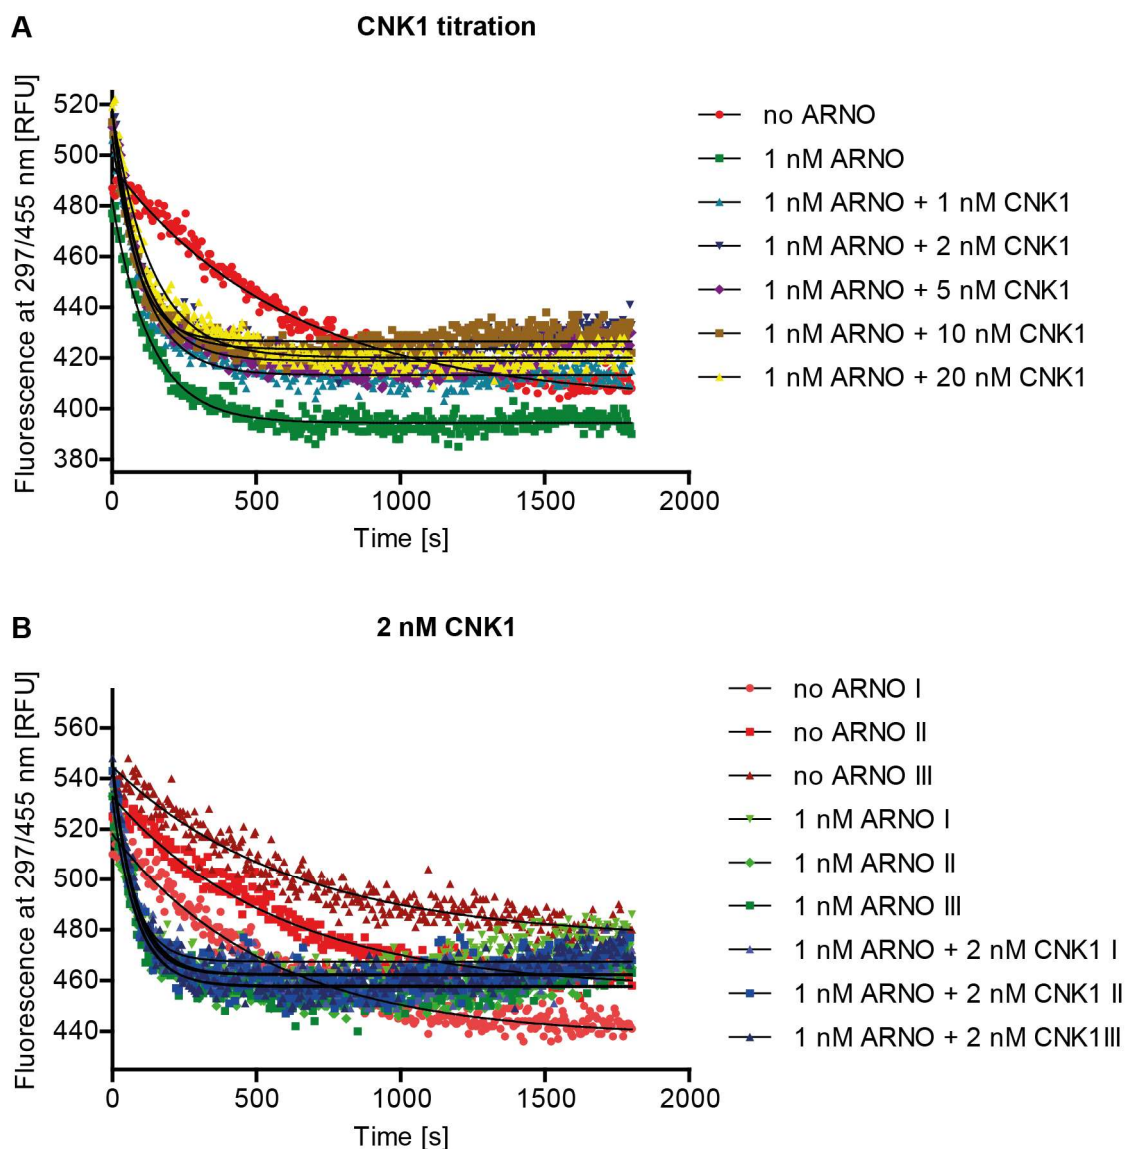 A
CNK1 titration
Fluorescence at 297/455 nm [RFU]
520
500
480
460
440
420
400
380
0
500
1000
1500
2000
Time [s]
no ARNO
1 nM ARNO
1 nM ARNO + 1 nM CNK1
1 nM ARNO + 2 nM CNK1
1 nM ARNO + 5 nM CNK1
1 nM ARNO + 10 nM CNK1
1 nM ARNO + 20 nM CNK1
B
2 nM CNK1
Fluorescence at 297/455 nm [RFU]
560
540
520
500
480
460
440
0
500
1000
1500
2000
Time [s]
no ARNO I
no ARNO II
no ARNO III
1 nM ARNO I
1 nM ARNO II
1 nM ARNO III
1 nM ARNO + 2 nM CNK1 I
1 nM ARNO + 2 nM CNK1 II
1 nM ARNO + 2 nM CNK1III